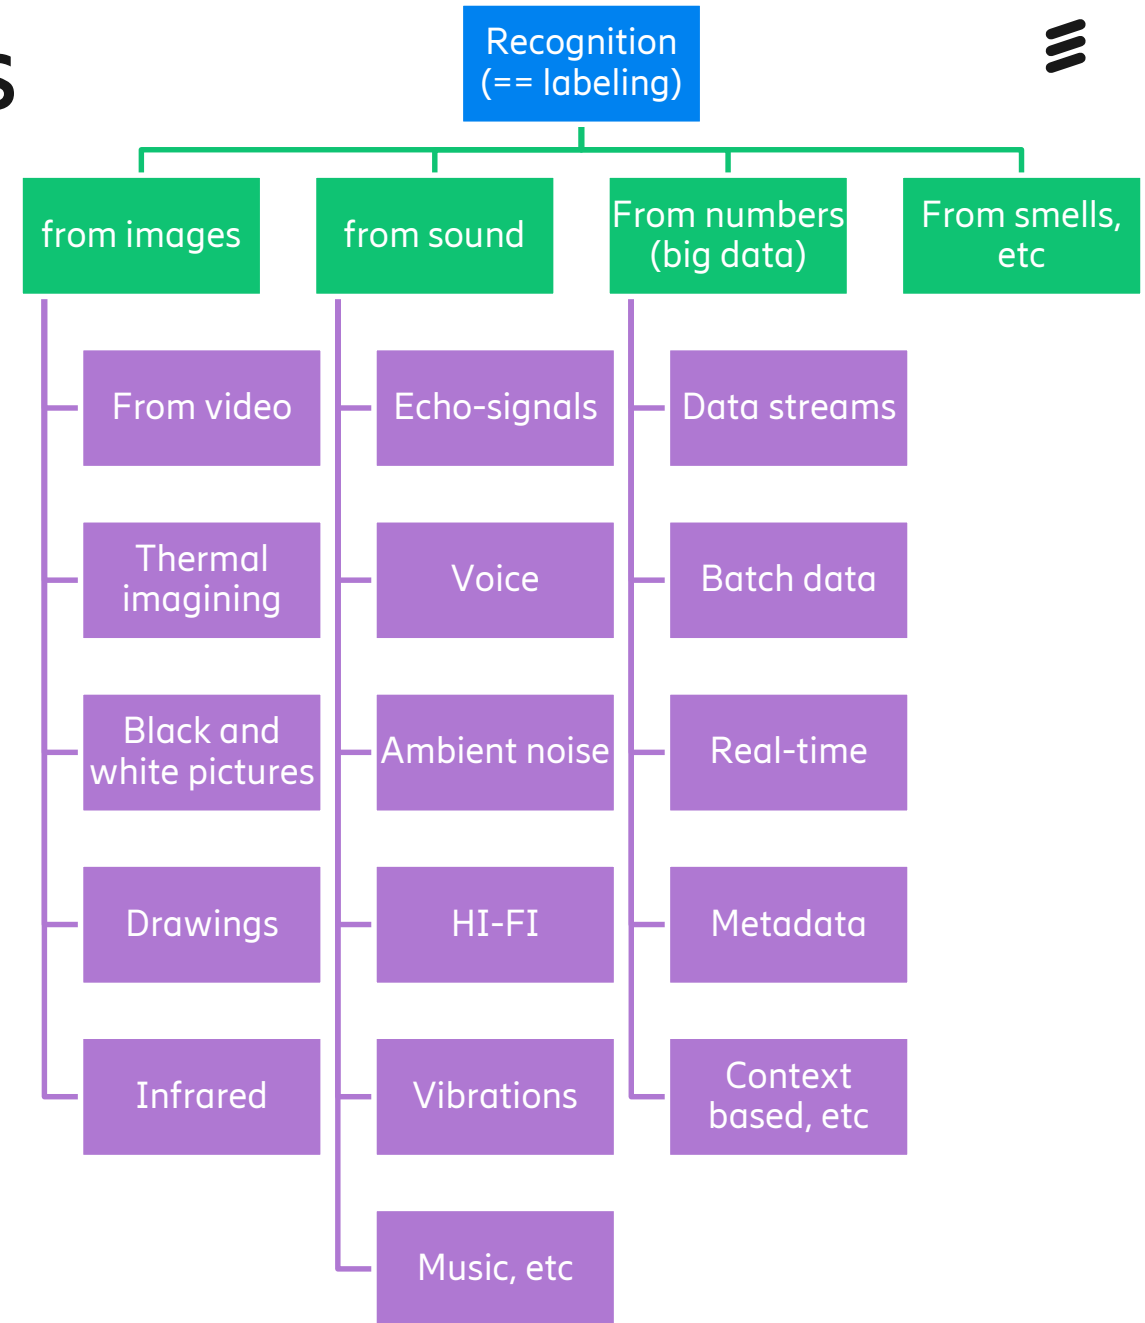 s
Recognition
(== labeling)
from images
from sound
From numbers
(big data)
From smells,
etc
From video
Thermal
imagining
Black and
white pictures
Drawings
Infrared
Echo-signals
Voice
Ambient noise
HI-FI
Vibrations
Music, etc
Data streams
Batch data
Real-time
Metadata
Context
based, etc